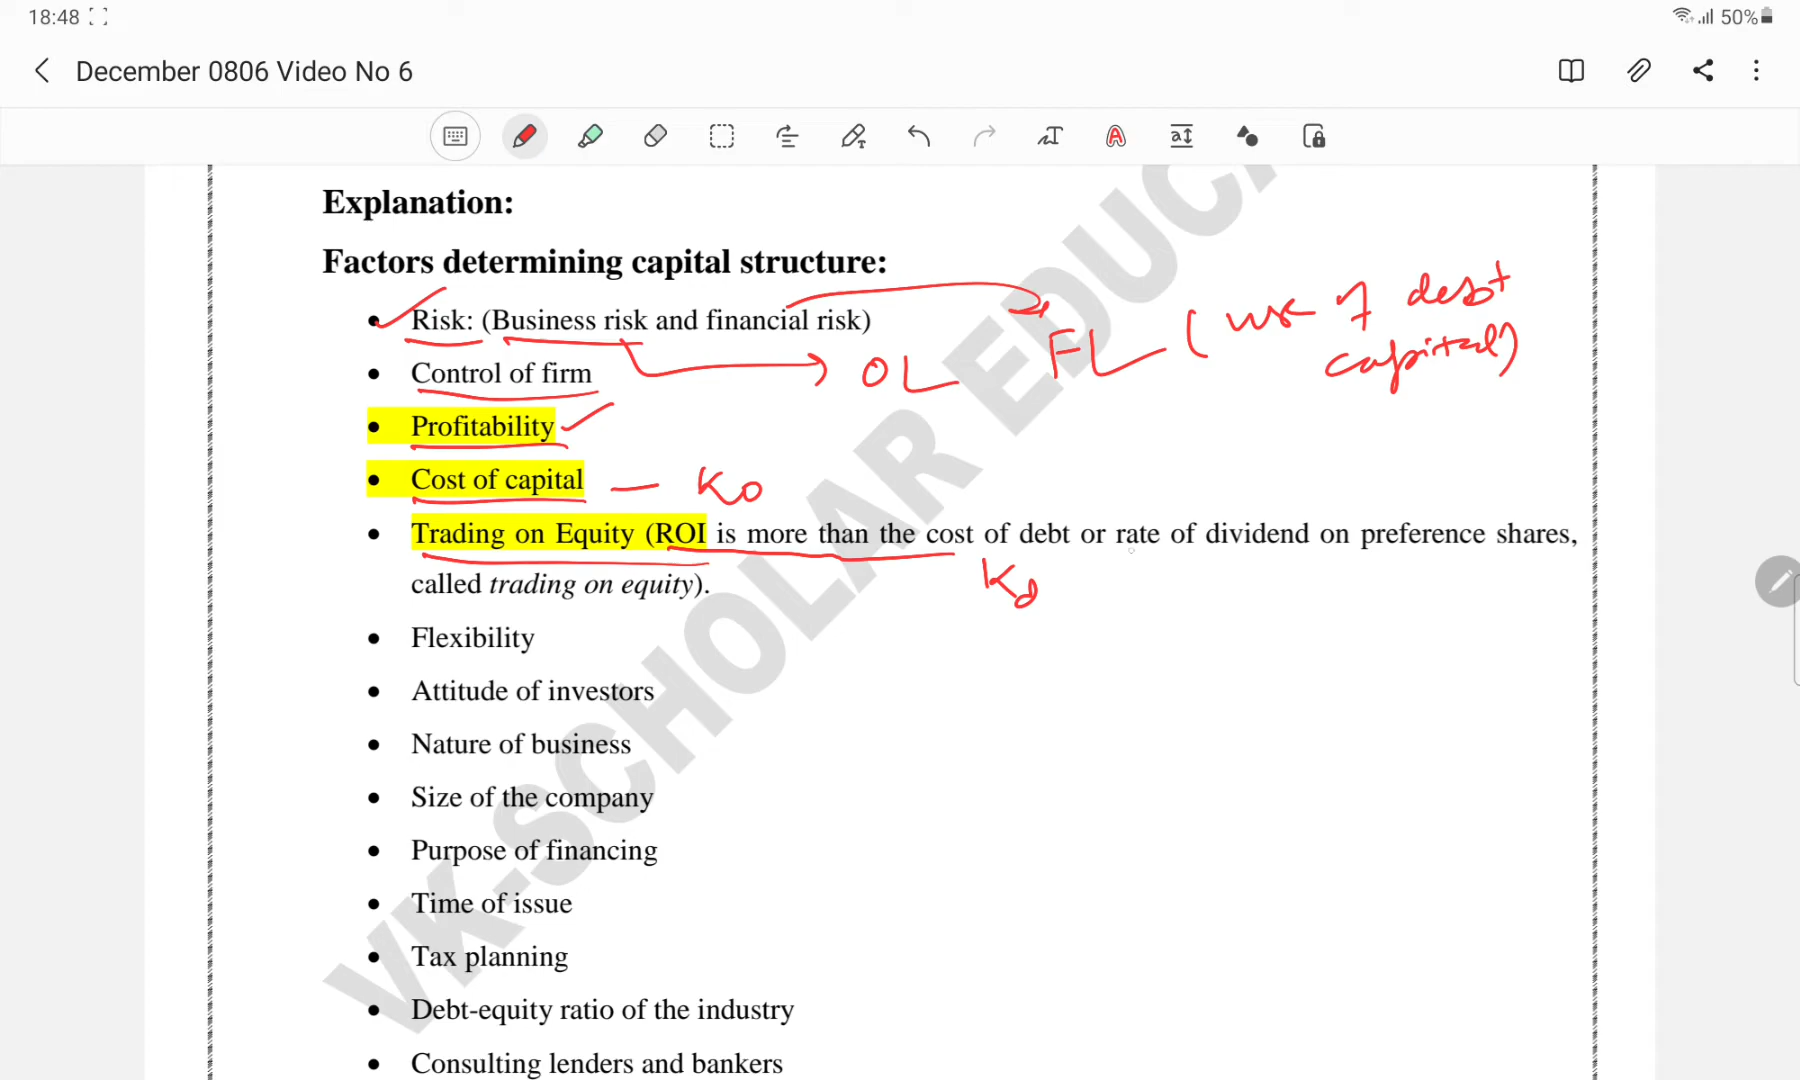 18:48
50%
December 0806 Video No 6
Explanation:
Factors determining capital structure:
• Risk: (Business risk and financial risk)
OL
FL (use of debt
capital)
• Control of firm
• Profitability
• Cost of capital — Ko
• Trading on Equity (ROI is more than the cost of debt or rate of dividend on preference shares,
Kd
called trading on equity).
• Flexibility
• Attitude of investors
• Nature of business
• Size of the company
• Purpose of financing
• Time of issue
• Tax planning
• Debt-equity ratio of the industry
• Consulting lenders and bankers
VK-SCHOLAR EDUCA